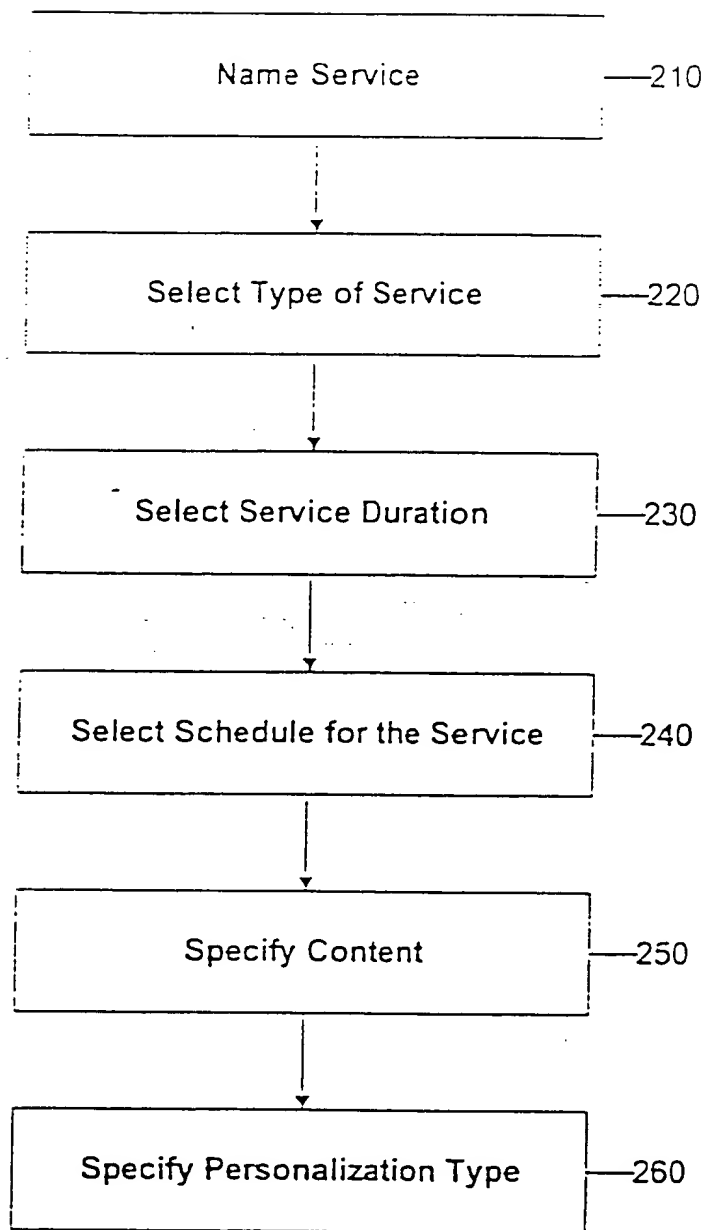 Name Service 210
Select Type of Service 220
Select Service Duration 230
Select Schedule for the Service 240
Specify Content 250
Specify Personalization Type 260